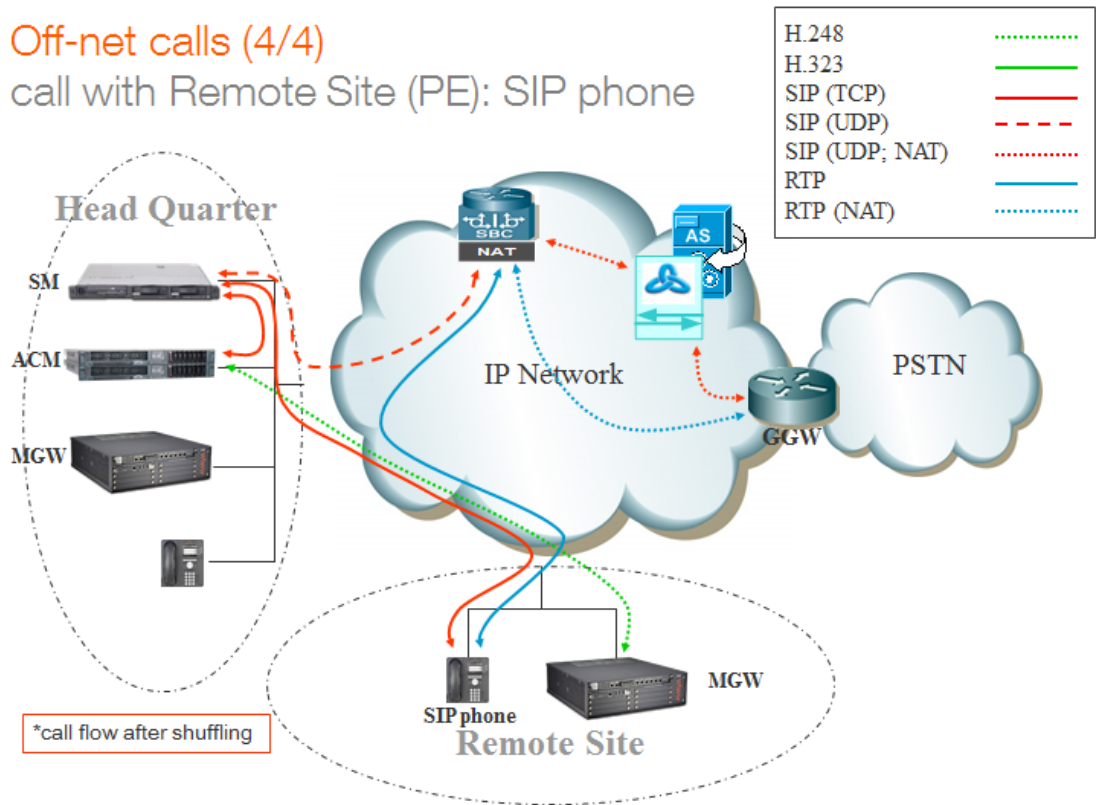 Off-net calls (4/4)
call with Remote Site (PE): SIP phone
H.248
H.323
SIP (TCP)
SIP (UDP)
SIP (UDP; NAT)
RTP
RTP (NAT)
Head Quarter
SM
ACM
MGW
SBC
NAT
AS
IP Network
PSTN
GGW
SIP phone
MGW
Remote Site
*call flow after shuffling